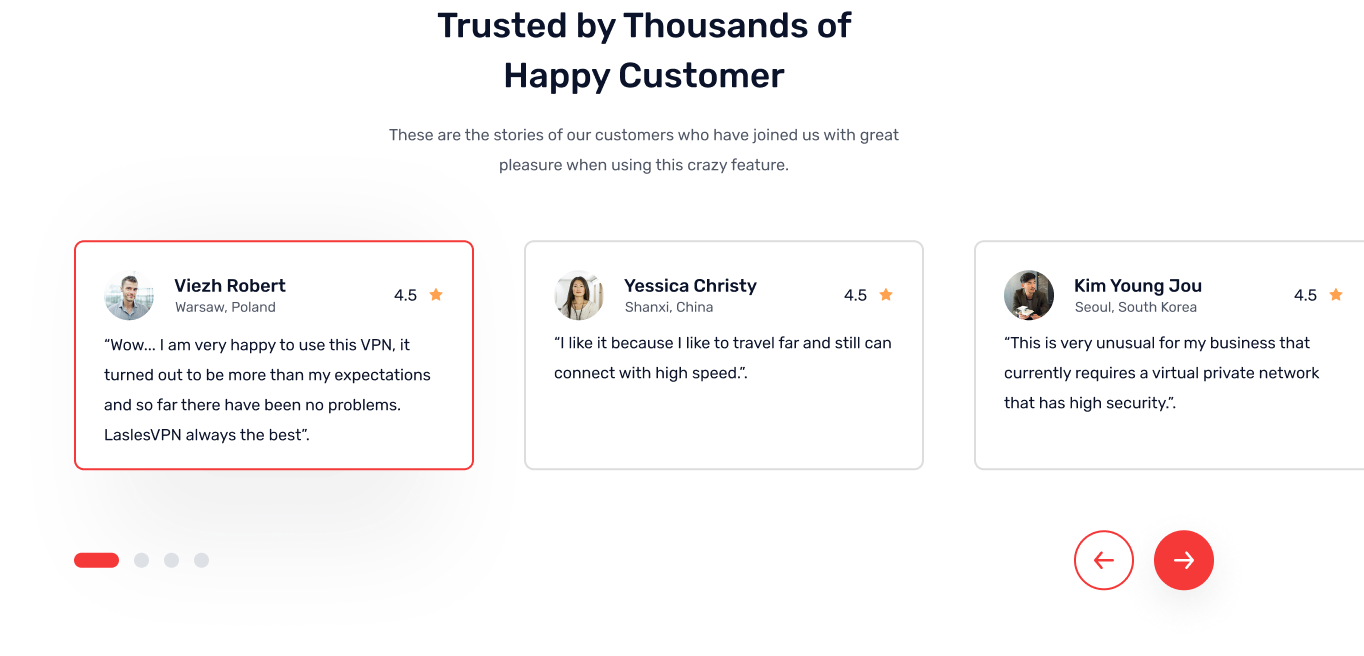 Trusted by Thousands of
Happy Customer
These are the stories of our customers who have joined us with great
pleasure when using this crazy feature.
Viezh Robert
Warsaw, Poland
4.5
“Wow... I am very happy to use this VPN, it
turned out to be more than my expectations
and so far there have been no problems.
LaslesVPN always the best”.
Yessica Christy
Shanxi, China
4.5
“I like it because I like to travel far and still can
connect with high speed.”.
Kim Young Jou
Seoul, South Korea
4.5
“This is very unusual for my business that
currently requires a virtual private network
that has high security.”.